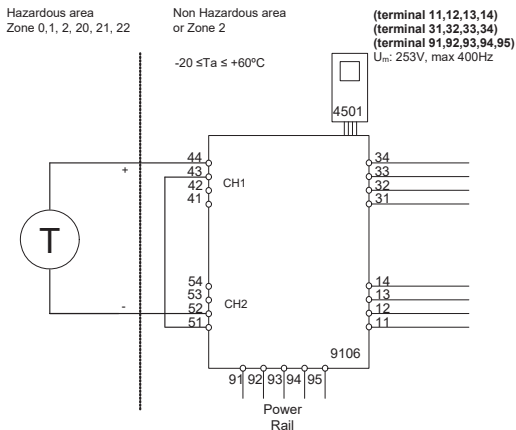 Hazardous area
Zone 0,1, 2, 20, 21, 22
Non Hazardous area
or Zone 2
-20 ≤Ta ≤ +60ºC
(terminal 11,12,13,14)
(terminal 31,32,33,34)
(terminal 91,92,93,94,95)
Um: 253V, max 400Hz
4501
44
43
42
41
CH1
34
33
32
31
+
T
-
54
53
52
51
CH2
14
13
12
11
9106
91 92 93 94 95
Power
Rail